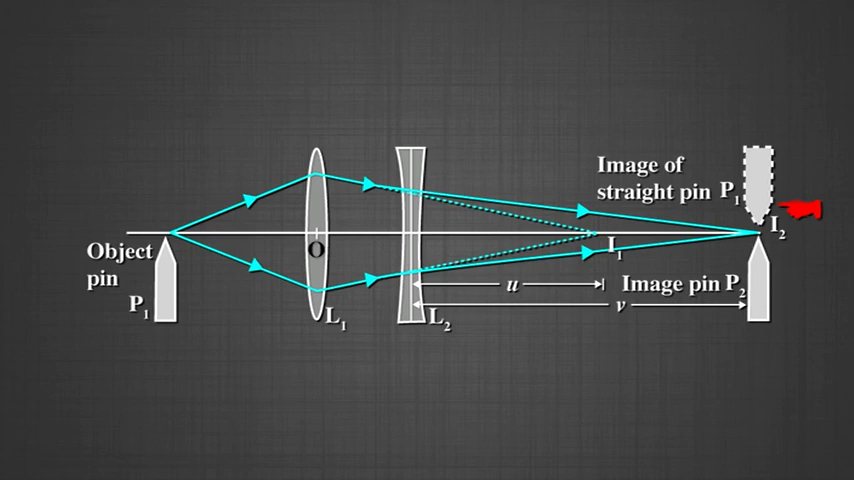 Image of
straight pin P₁
I₂
Object
pin
P₁
O
I₁
u
Image pin P₂
v
L₁
L₂